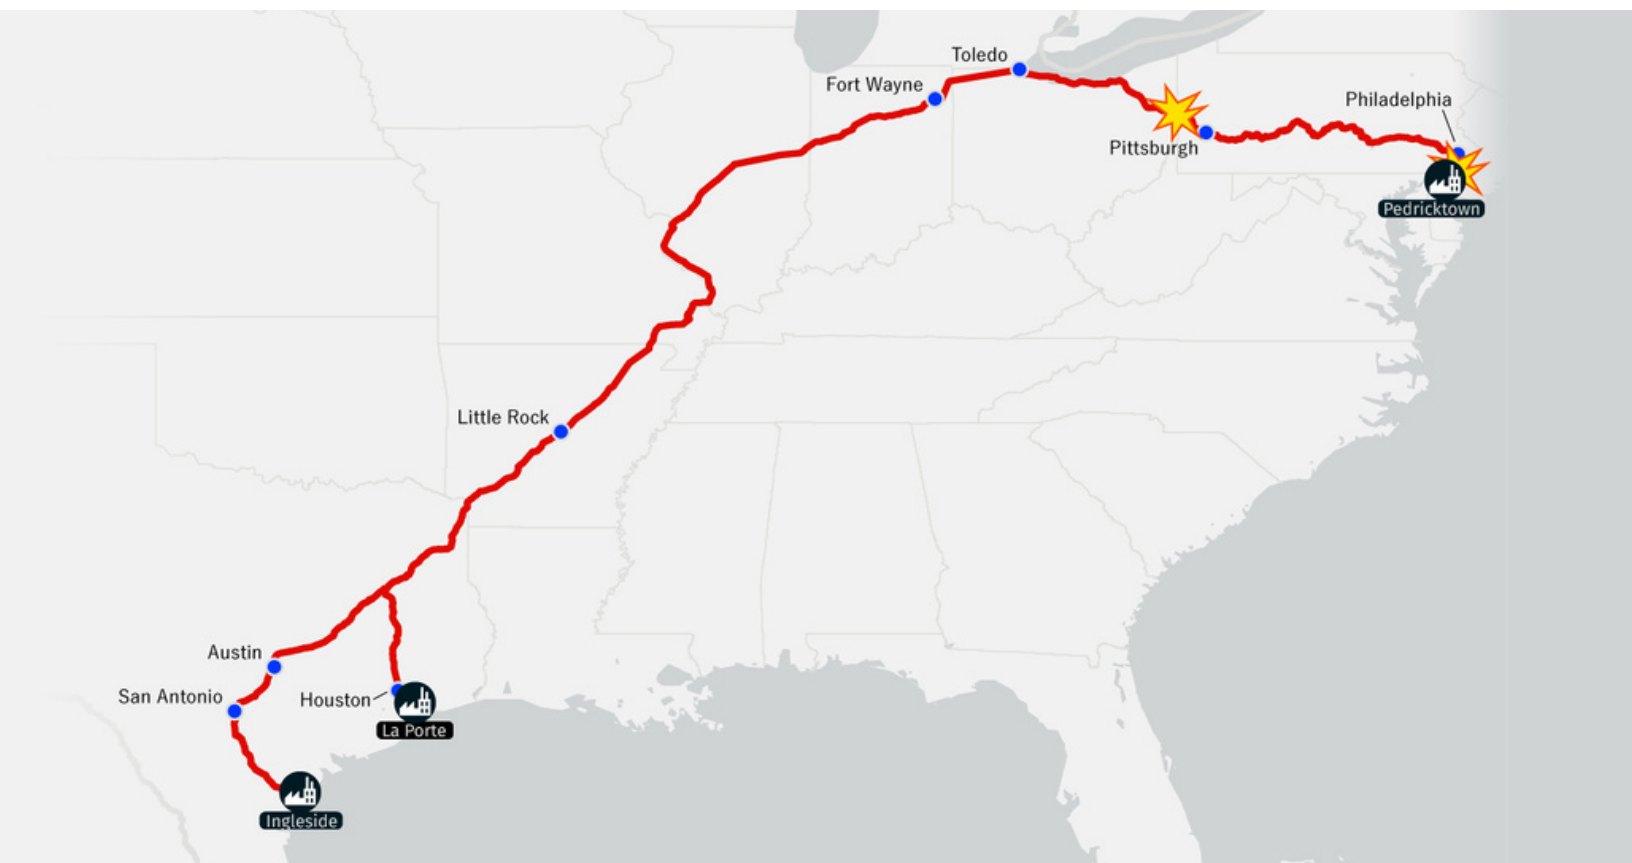 Toledo
Fort Wayne
Philadelphia
Pittsburgh
Pedricktown
Little Rock
Austin
San Antonio
Houston
La Porte
Ingleside